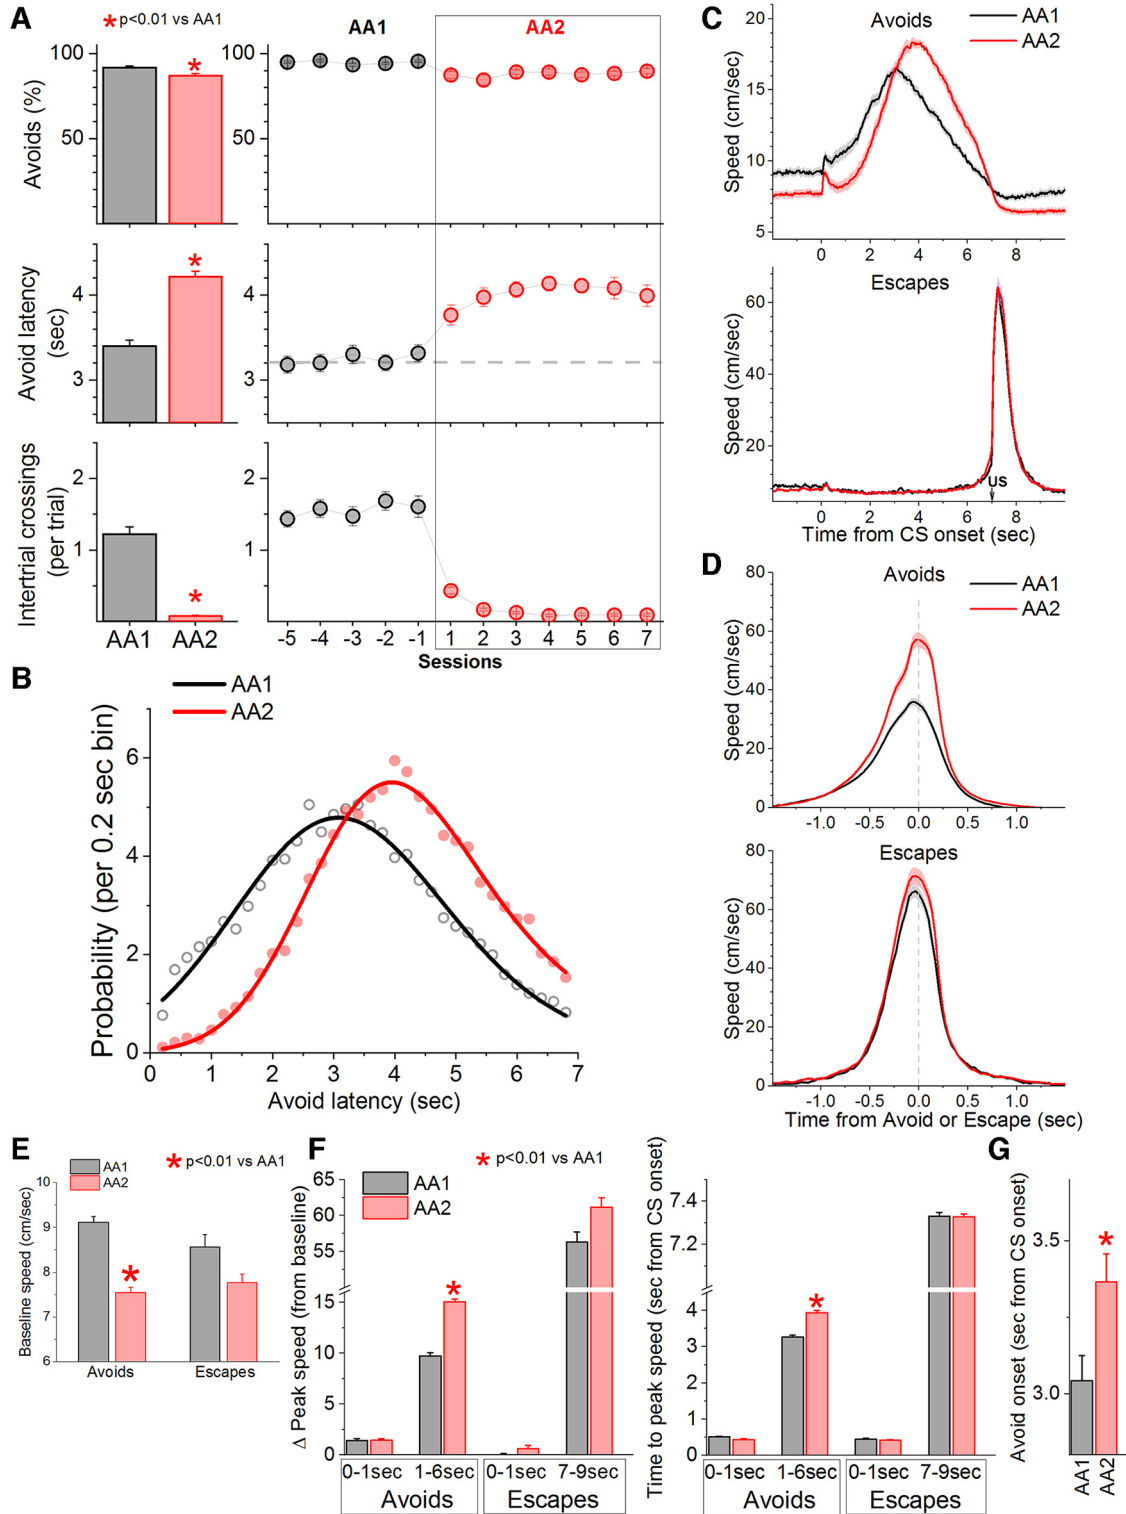 A
* p<0.01 vs AA1
AA1
AA2
Avoids (%)
100
50
100
50
Avoid latency
(sec)
4
3
4
3
Intertrial crossings
(per trial)
2
1
2
1
AA1 AA2
-5 -4 -3 -2 -1 1 2 3 4 5 6 7
Sessions
B
AA1
AA2
Probability (per 0.2 sec bin)
6
4
2
0
0 1 2 3 4 5 6 7
Avoid latency (sec)
C
Avoids
AA1
AA2
Speed (cm/sec)
20
15
10
5
0 2 4 6 8
Escapes
Speed (cm/sec)
60
40
20
US
0 2 4 6 8
Time from CS onset (sec)
D
Avoids
AA1
AA2
Speed (cm/sec)
80
60
40
20
0
-1.0 -0.5 0.0 0.5 1.0
Escapes
Speed (cm/sec)
80
60
40
20
0
-1.0 -0.5 0.0 0.5 1.0
Time from Avoid or Escape (sec)
E
AA1
AA2
* p<0.01 vs AA1
Baseline speed (cm/sec)
10
9
8
7
6
*
Avoids Escapes
F
* p<0.01 vs AA1
AA1
AA2
Δ Peak speed (from baseline)
65
60
55
15
10
5
0
*
0-1sec 1-6sec 0-1sec 7-9sec
Avoids Escapes
Time to peak speed (sec from CS onset)
7.4
7.2
4
3
2
1
0
*
0-1sec 1-6sec 0-1sec 7-9sec
Avoids Escapes
G
Avoid onset (sec from CS onset)
3.5
3.0
*
AA1
AA2